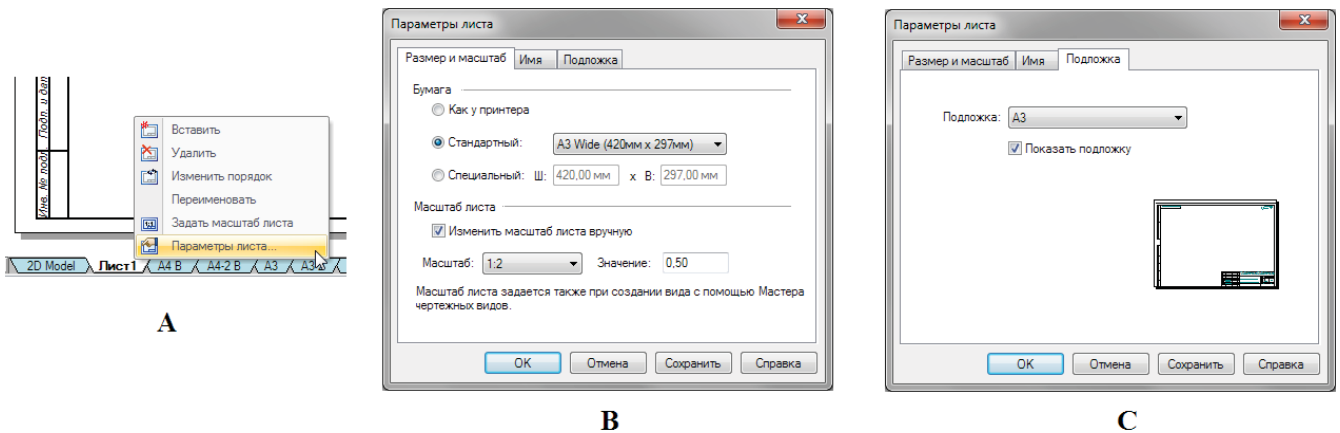 Подп. и дат
Инв. № подл.
Вставить
Удалить
Изменить порядок
Переименовать
Задать масштаб листа
Параметры листа...
2D Model Лист1 A4 В A4-2 В A3
A
Параметры листа
Размер и масштаб Имя Подложка
Бумага
Как у принтера
Стандартный: A3 Wide (420мм x 297мм)
Специальный: Ш: 420,00 мм x В: 297,00 мм
Масштаб листа
Изменить масштаб листа вручную
Масштаб: 1:2 Значение: 0,50
Масштаб листа задается также при создании вида с помощью Мастера
чертежных видов.
OK Отмена Сохранить Справка
B
Параметры листа
Размер и масштаб Имя Подложка
Подложка: A3
Показать подложку
OK Отмена Сохранить Справка
C